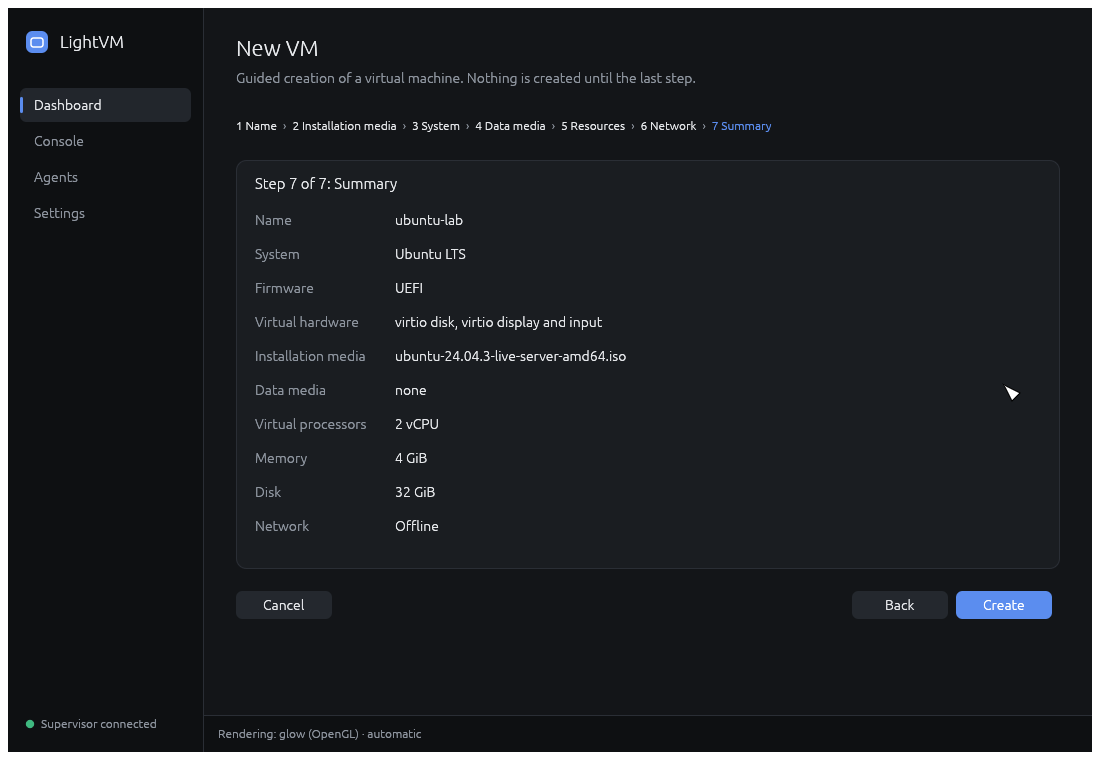 LightVM
Dashboard
Console
Agents
Settings
Supervisor connected
New VM
Guided creation of a virtual machine. Nothing is created until the last step.
1 Name › 2 Installation media › 3 System › 4 Data media › 5 Resources › 6 Network › 7 Summary
Step 7 of 7: Summary
Name ubuntu-lab
System Ubuntu LTS
Firmware UEFI
Virtual hardware virtio disk, virtio display and input
Installation media ubuntu-24.04.3-live-server-amd64.iso
Data media none
Virtual processors 2 vCPU
Memory 4 GiB
Disk 32 GiB
Network Offline
Cancel Back Create
Rendering: glow (OpenGL) · automatic